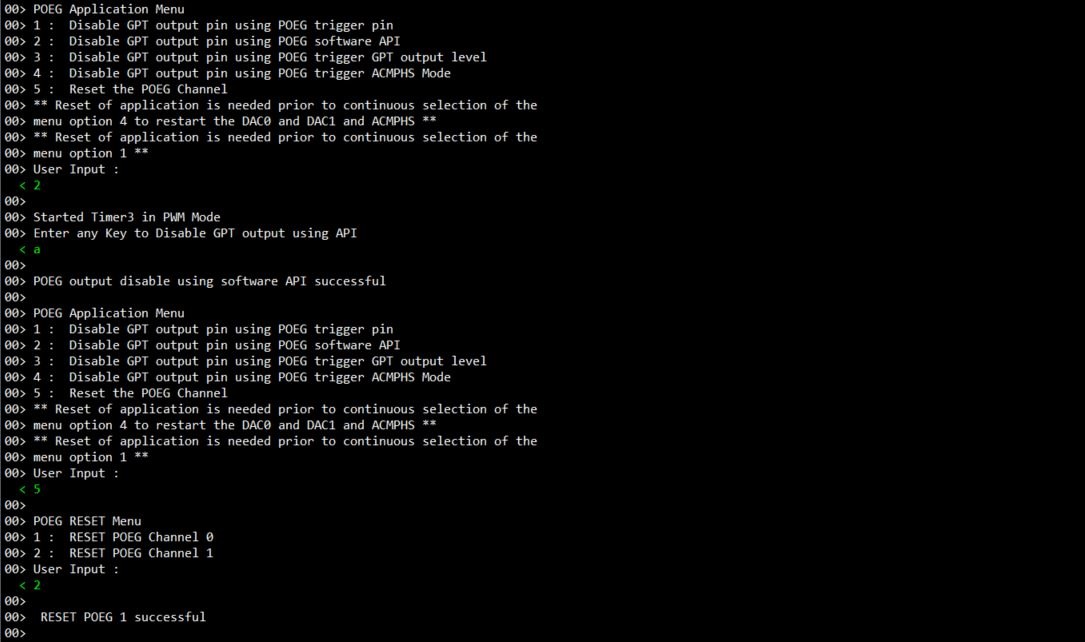 00> POEG Application Menu
00> 1 :  Disable GPT output pin using POEG trigger pin
00> 2 :  Disable GPT output pin using POEG software API
00> 3 :  Disable GPT output pin using POEG trigger GPT output level
00> 4 :  Disable GPT output pin using POEG trigger ACMPHS Mode
00> 5 :  Reset the POEG Channel
00> ** Reset of application is needed prior to continuous selection of the
00> menu option 4 to restart the DAC0 and DAC1 and ACMPHS **
00> ** Reset of application is needed prior to continuous selection of the
00> menu option 1 **
00> User Input :
  < 2
00>
00> Started Timer3 in PWM Mode
00> Enter any Key to Disable GPT output using API
  < a
00>
00> POEG output disable using software API successful
00>
00> POEG Application Menu
00> 1 :  Disable GPT output pin using POEG trigger pin
00> 2 :  Disable GPT output pin using POEG software API
00> 3 :  Disable GPT output pin using POEG trigger GPT output level
00> 4 :  Disable GPT output pin using POEG trigger ACMPHS Mode
00> 5 :  Reset the POEG Channel
00> ** Reset of application is needed prior to continuous selection of the
00> menu option 4 to restart the DAC0 and DAC1 and ACMPHS **
00> ** Reset of application is needed prior to continuous selection of the
00> menu option 1 **
00> User Input :
  < 5
00>
00> POEG RESET Menu
00> 1 :  RESET POEG Channel 0
00> 2 :  RESET POEG Channel 1
00> User Input :
  < 2
00>
00>  RESET POEG 1 successful
00>